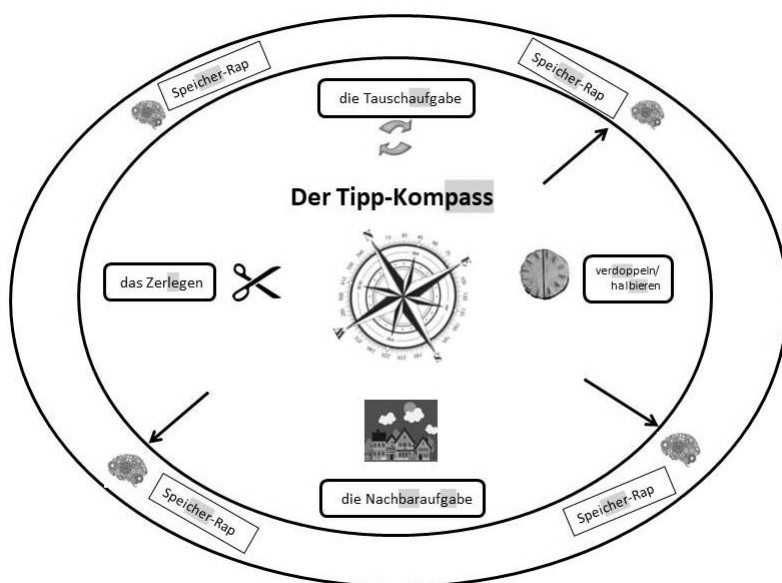 Speicher-Rap
Speicher-Rap
die Tauschaufgabe
Der Tipp-Kompass
das Zerlegen
verdoppeln/
halbieren
N
E
W
S
die Nachbaraufgabe
Speicher-Rap
Speicher-Rap